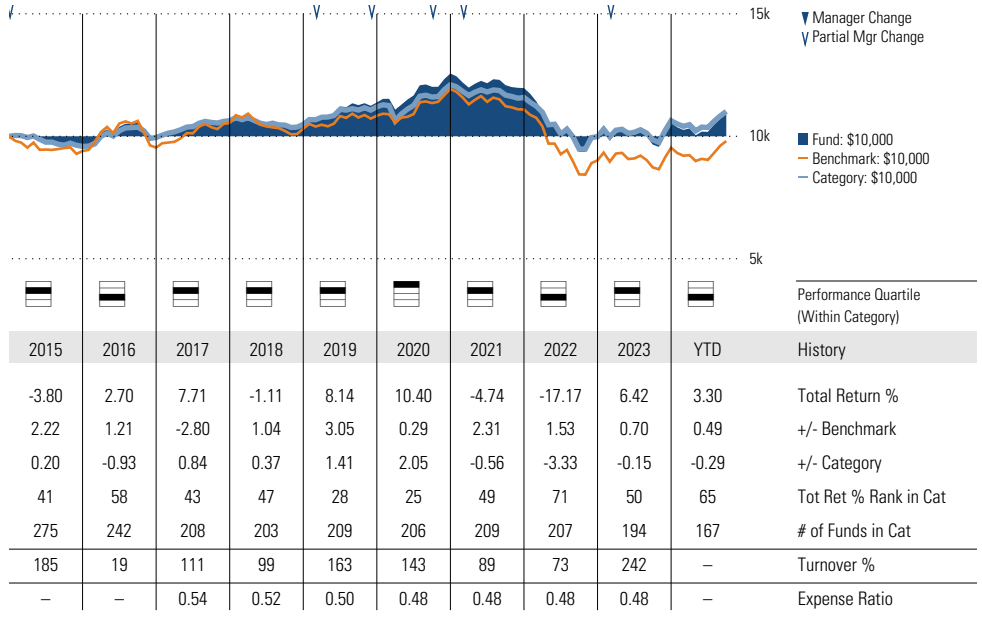 15k
Manager Change
Partial Mgr Change
10k
Fund: $10,000
Benchmark: $10,000
Category: $10,000
5k
Performance Quartile
(Within Category)
2015 2016 2017 2018 2019 2020 2021 2022 2023 YTD History
-3.80 2.70 7.71 -1.11 8.14 10.40 -4.74 -17.17 6.42 3.30 Total Return %
2.22 1.21 -2.80 1.04 3.05 0.29 2.31 1.53 0.70 0.49 +/- Benchmark
0.20 -0.93 0.84 0.37 1.41 2.05 -0.56 -3.33 -0.15 -0.29 +/- Category
41 58 43 47 28 25 49 71 50 65 Tot Ret % Rank in Cat
275 242 208 203 209 206 209 207 194 167 # of Funds in Cat
185 19 111 99 163 143 89 73 242 – Turnover %
– – 0.54 0.52 0.50 0.48 0.48 0.48 0.48 – Expense Ratio